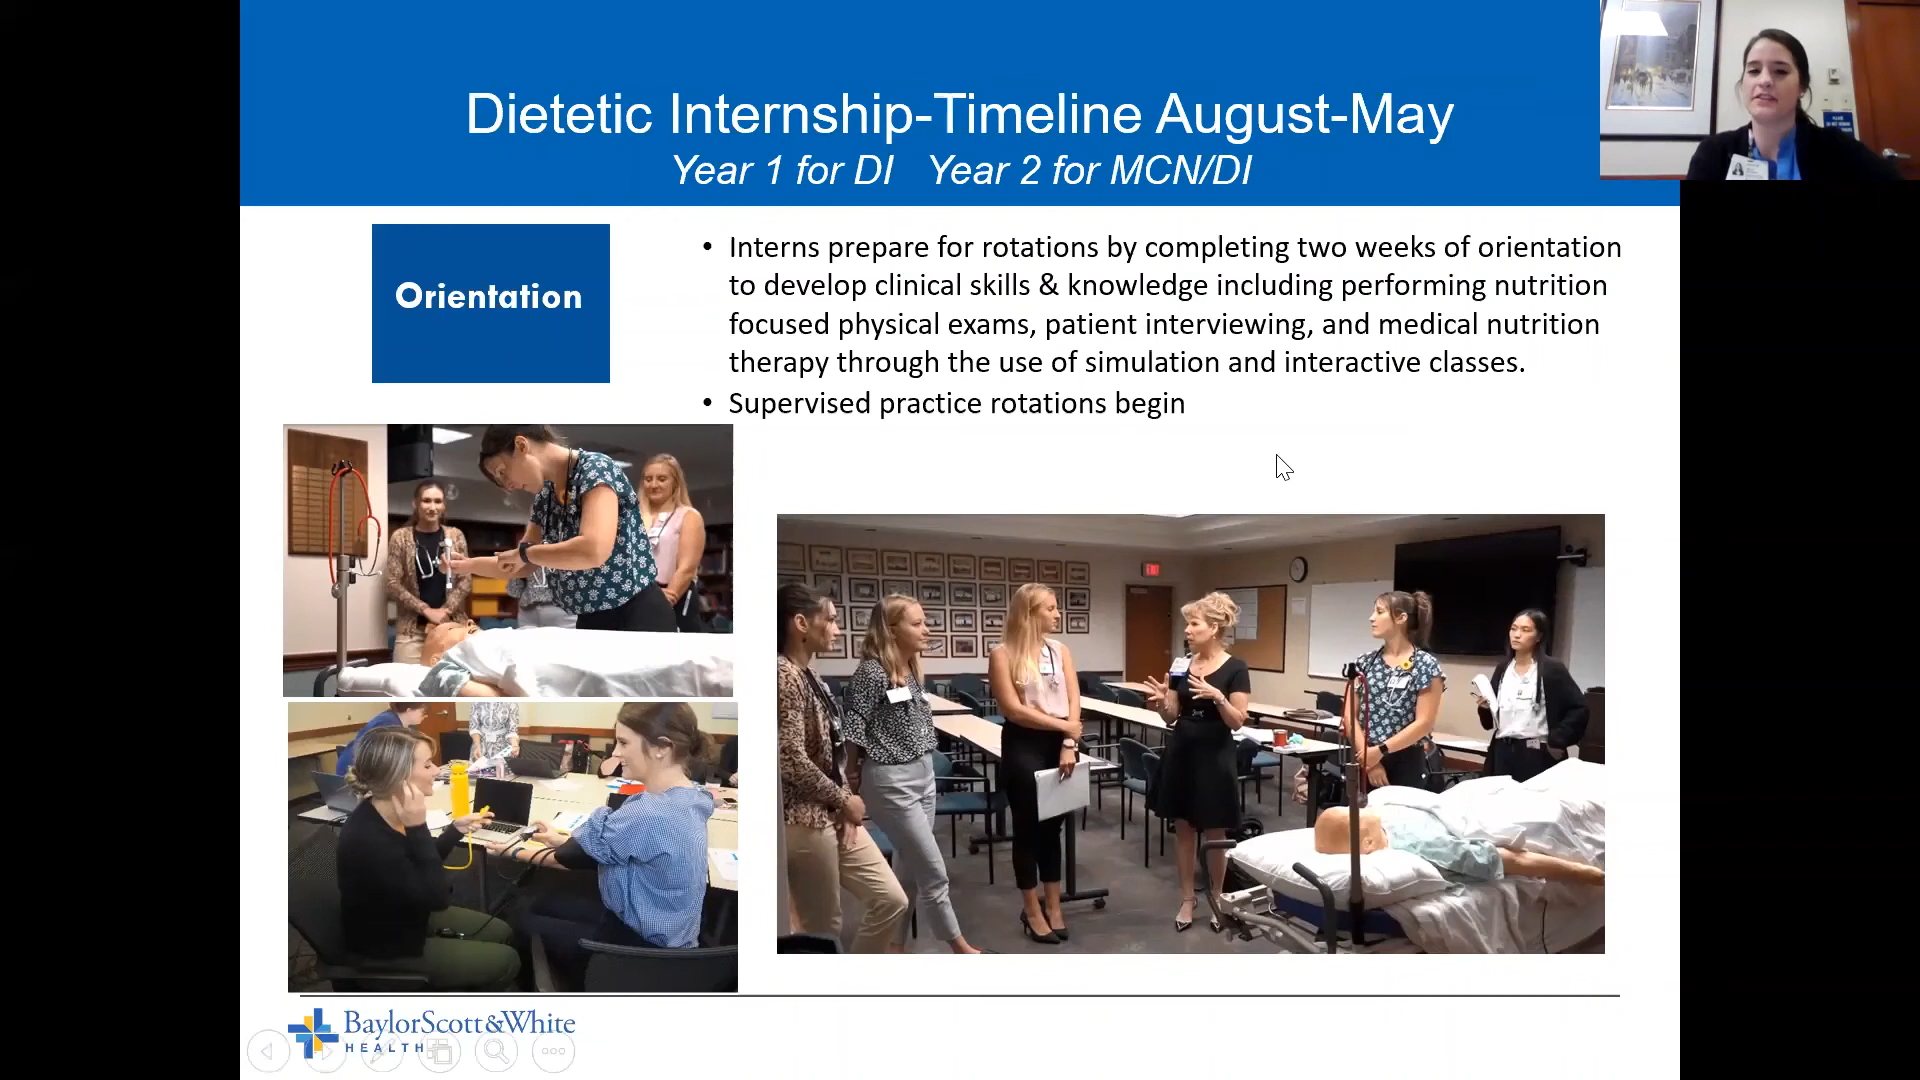 Dietetic Internship-Timeline August-May
Year 1 for DI Year 2 for MCN/DI
Orientation
• Interns prepare for rotations by completing two weeks of orientation
to develop clinical skills & knowledge including performing nutrition
focused physical exams, patient interviewing, and medical nutrition
therapy through the use of simulation and interactive classes.
• Supervised practice rotations begin
EXIT
BaylorScott&White
HEALTH